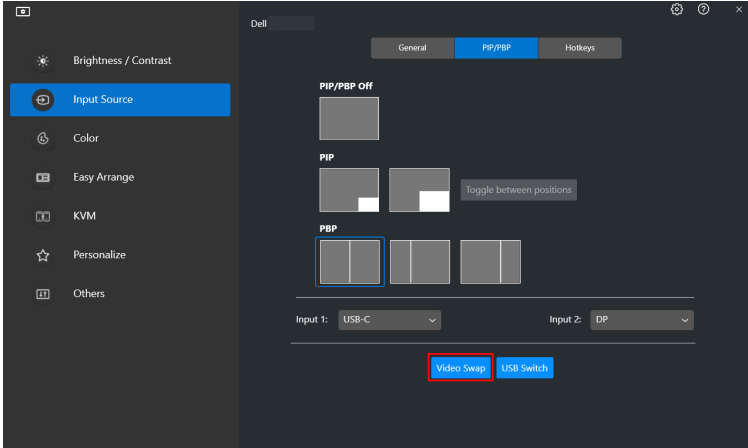 Dell
General PIP/PBP Hotkeys
Brightness / Contrast
Input Source
Color
Easy Arrange
KVM
Personalize
Others
PIP/PBP Off
PIP
Toggle between positions
PBP
Input 1: USB-C
Input 2: DP
Video Swap USB Switch